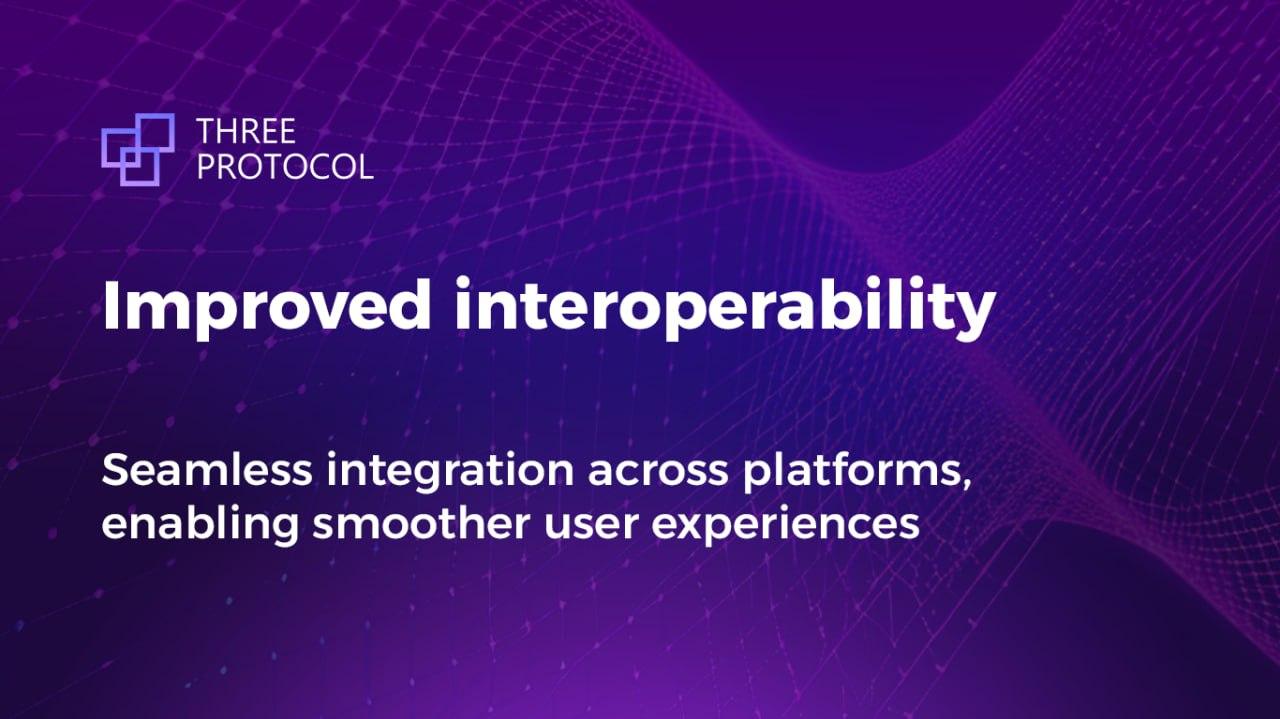 THREE
PROTOCOL
Improved interoperability
Seamless integration across platforms,
enabling smoother user experiences